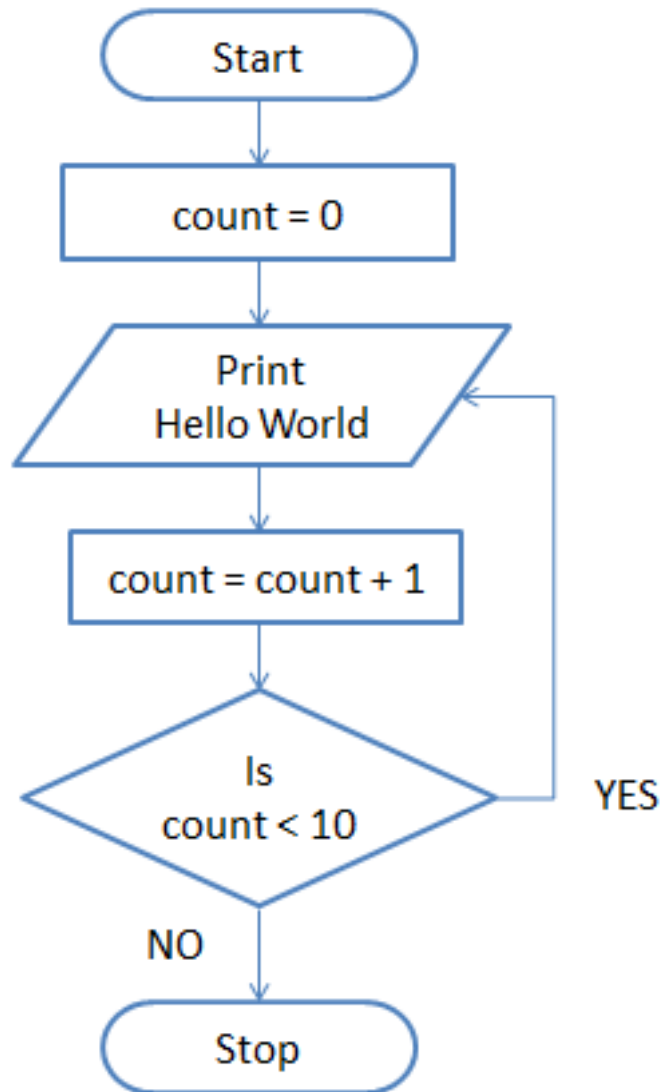 Start
count = 0
Print
Hello World
count = count + 1
Is
count < 10
YES
NO
Stop